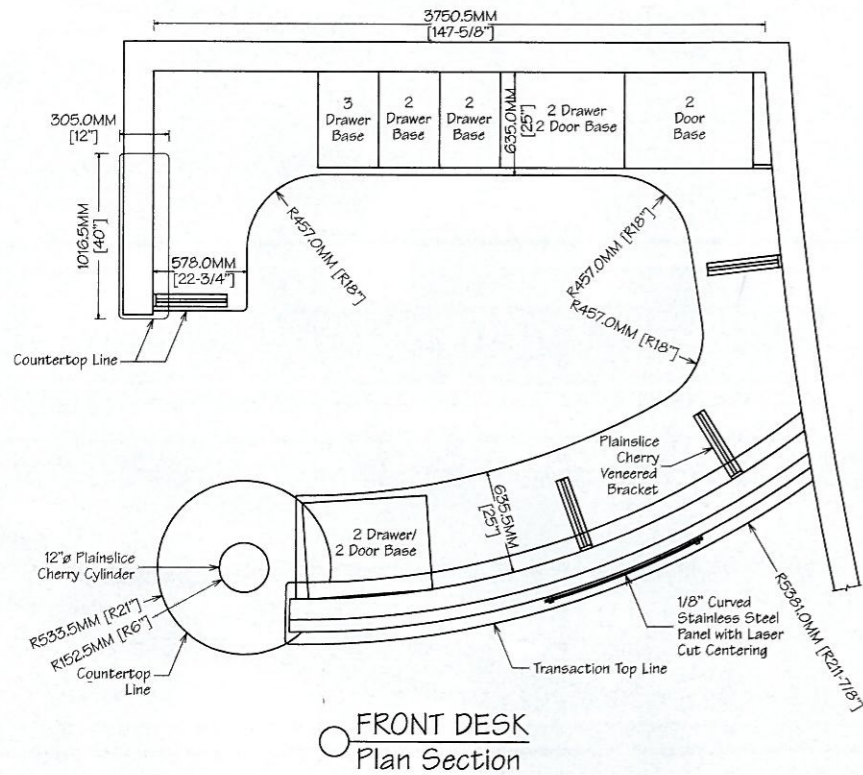 3750.5MM
[147-5/8"]
305.0MM
[12"]
3
Drawer
Base
2
Drawer
Base
2
Drawer
Base
635.0MM
[25"]
2 Drawer
2 Door Base
2
Door
Base
1016.5MM
[40"]
578.0MM
[22-3/4"]
R457.0MM [R18"]
R457.0MM [R18"]
R457.0MM [R18"]
Countertop Line
Plainslice
Cherry
Veneered
Bracket
635.5MM
[25"]
2 Drawer/
2 Door Base
12"ø Plainslice
Cherry Cylinder
R533.5MM [R21"]
R152.5MM [R6"]
Countertop
Line
1/8" Curved
Stainless Steel
Panel with Laser
Cut Centering
R5381.0MM [R211-7/8"]
Transaction Top Line
FRONT DESK
Plan Section